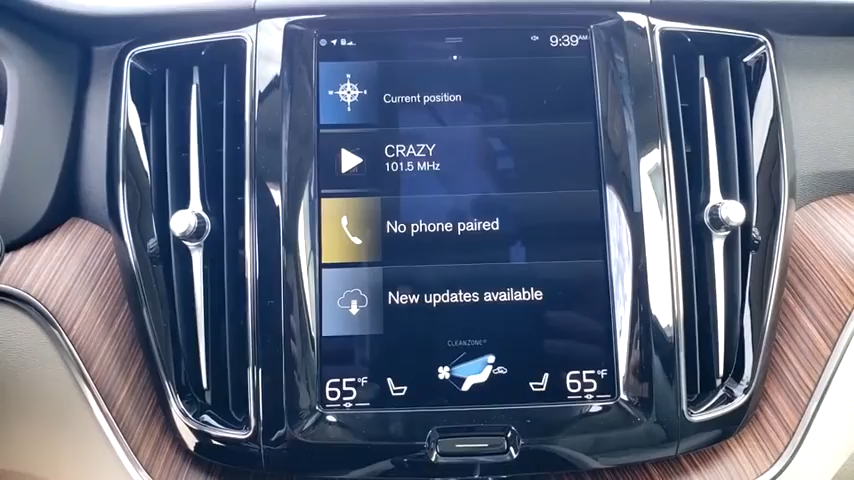 9:39AM
N
W E
S
Current position
CRAZY
101.5 MHz
No phone paired
New updates available
CLEANZONE®
65°F
65°F